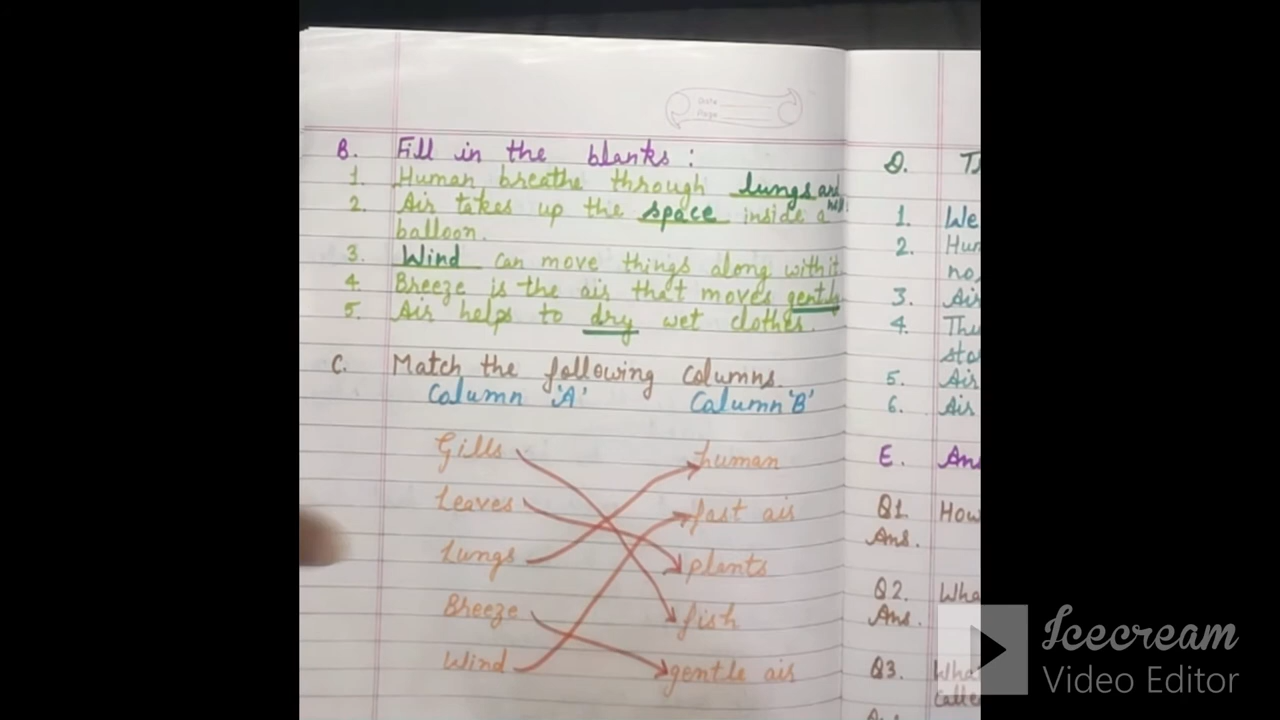 Date
Page
B. Fill in the blanks :
1. Human breathe through lungs and
2. Air takes up the space inside a
balloon.
3. Wind can move things along with it
4. Breeze is the air that moves gently
5. Air helps to dry wet clothes.
C. Match the following columns.
Column 'A' Column 'B'
Gills human
Leaves fast air
Lungs plants
Breeze fish
Wind gentle air
D.
1. We
2.
no
3. Air
4.
5. Air
6. Air
E.
Q1. How
Ans.
Q2.
Ans.
Q3.
Icecream
Video Editor